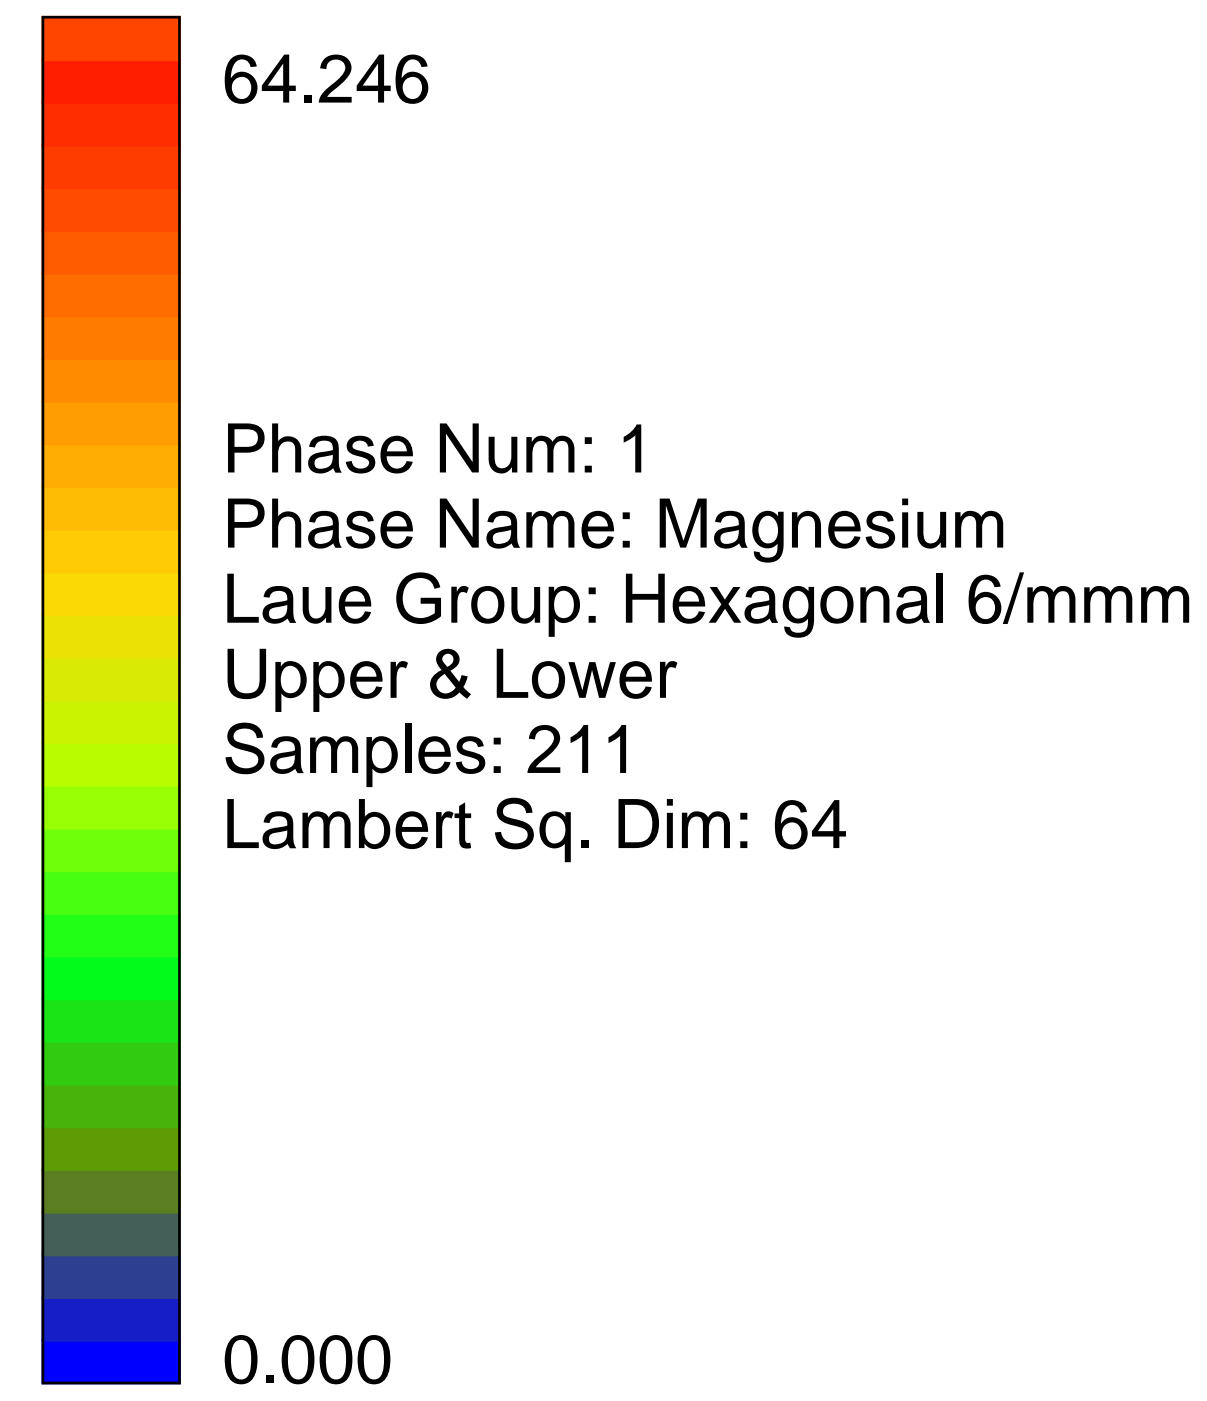 64.246
Phase Num: 1
Phase Name: Magnesium
Laue Group: Hexagonal 6/mmm
Upper & Lower
Samples: 211
Lambert Sq. Dim: 64
0.000